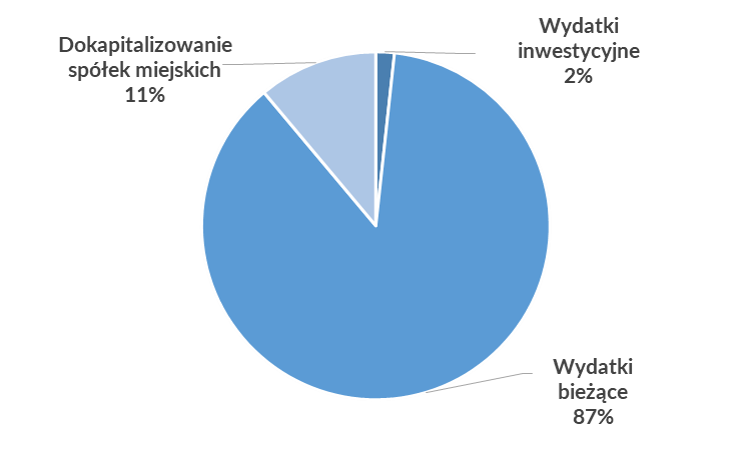 Wydatki
inwestycyjne
2%
Dokapitalizowanie
spółek miejskich
11%
Wydatki
bieżące
87%